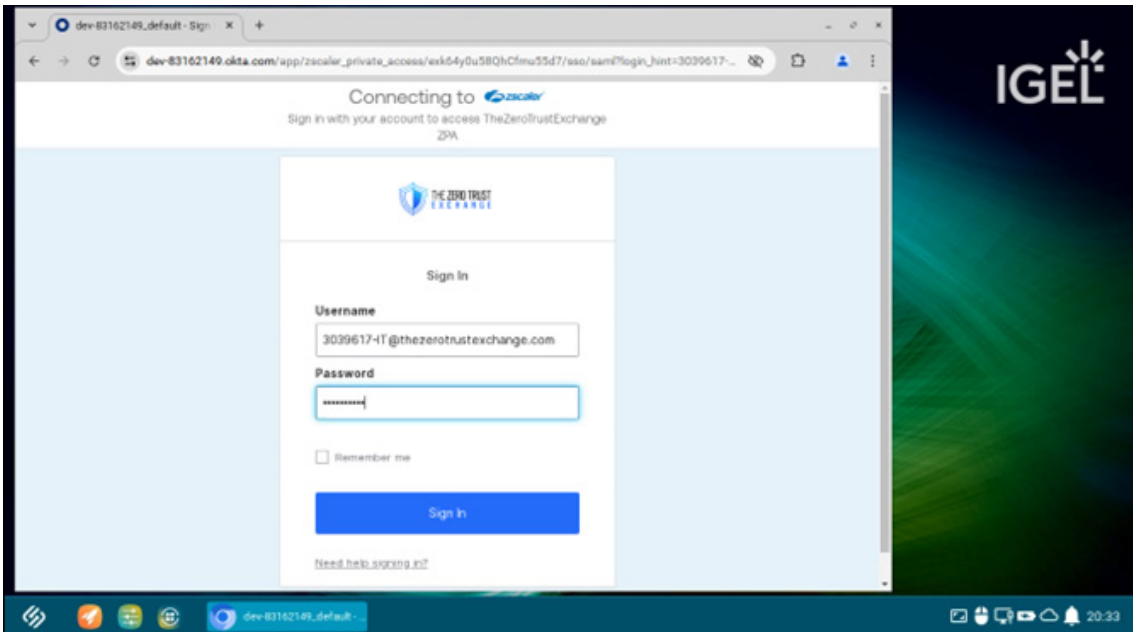 dev-83162149_default - Sign
dev-83162149.okta.com/app/zscaler_private_access/exk64y0u58QhCfmu55d7/sso/saml?login_hint=3039617-...
IGEL
Connecting to zscaler
Sign in with your account to access TheZeroTrustExchange
ZPA
THE ZERO TRUST
EXCHANGE
Sign In
Username
3039617-IT@thezerotrustexchange.com
Password
Remember me
Sign In
Need help signing in?
dev-83162149_default - ...
20:33